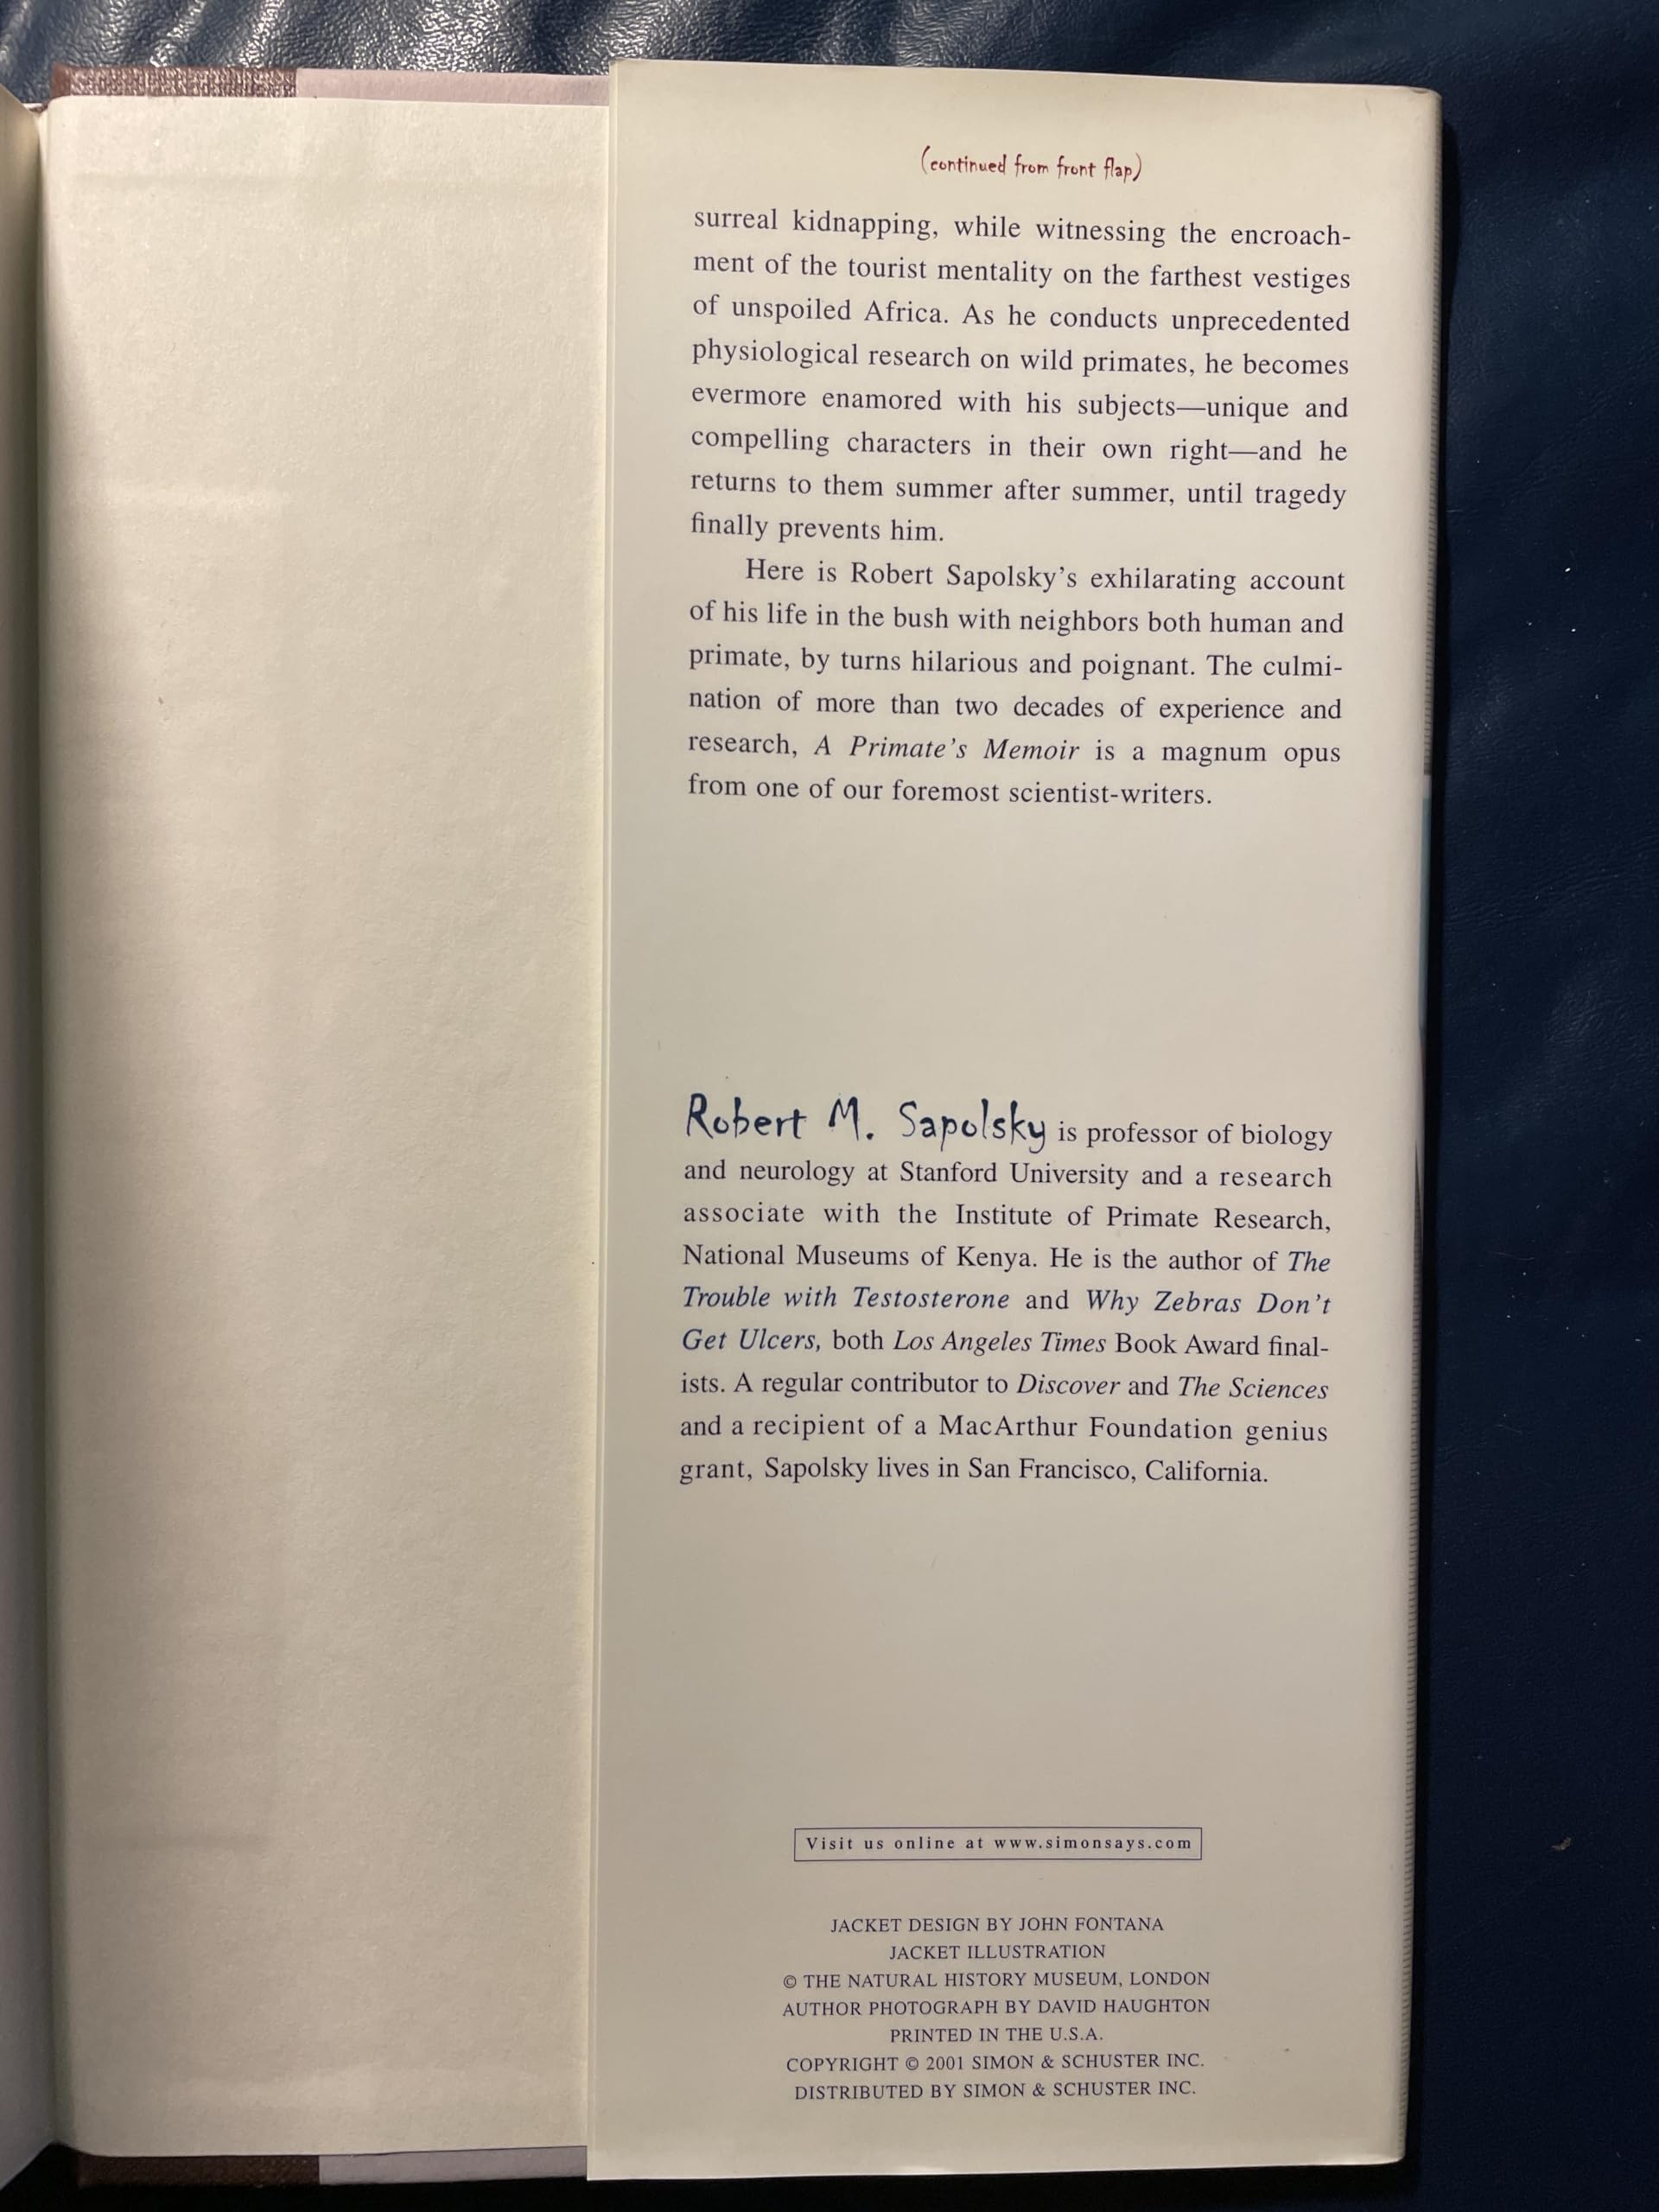 (continued from front flap)
surreal kidnapping, while witnessing the encroach-
ment of the tourist mentality on the farthest vestiges
of unspoiled Africa. As he conducts unprecedented
physiological research on wild primates, he becomes
evermore enamored with his subjects—unique and
compelling characters in their own right—and he
returns to them summer after summer, until tragedy
finally prevents him.
Here is Robert Sapolsky's exhilarating account
of his life in the bush with neighbors both human and
primate, by turns hilarious and poignant. The culmi-
nation of more than two decades of experience and
research, A Primate's Memoir is a magnum opus
from one of our foremost scientist-writers.
Robert M. Sapolsky is professor of biology
and neurology at Stanford University and a research
associate with the Institute of Primate Research,
National Museums of Kenya. He is the author of The
Trouble with Testosterone and Why Zebras Don't
Get Ulcers, both Los Angeles Times Book Award final-
ists. A regular contributor to Discover and The Sciences
and a recipient of a MacArthur Foundation genius
grant, Sapolsky lives in San Francisco, California.
Visit us online at www.simonsays.com
JACKET DESIGN BY JOHN FONTANA
JACKET ILLUSTRATION
© THE NATURAL HISTORY MUSEUM, LONDON
AUTHOR PHOTOGRAPH BY DAVID HAUGHTON
PRINTED IN THE U.S.A.
COPYRIGHT © 2001 SIMON & SCHUSTER INC.
DISTRIBUTED BY SIMON & SCHUSTER INC.